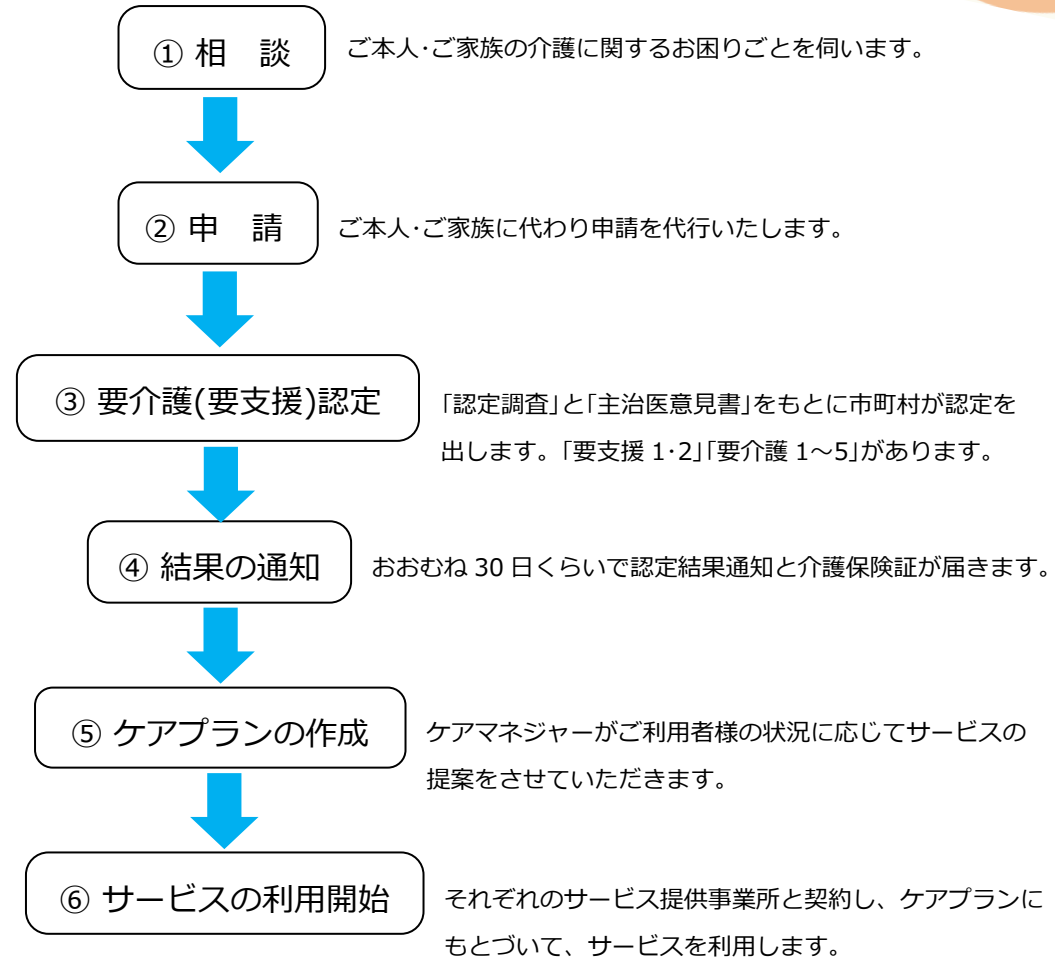 ① 相　談
ご本人･ご家族の介護に関するお困りごとを伺います。
② 申　請
ご本人･ご家族に代わり申請を代行いたします。
③ 要介護(要支援)認定
｢認定調査｣と｢主治医意見書｣をもとに市町村が認定を
出します。｢要支援 1･2｣｢要介護 1～5｣があります。
④ 結果の通知
おおむね 30 日くらいで認定結果通知と介護保険証が届きます。
⑤ ケアプランの作成
ケアマネジャーがご利用者様の状況に応じてサービスの
提案をさせていただきます。
⑥ サービスの利用開始
それぞれのサービス提供事業所と契約し、ケアプランに
もとづいて、サービスを利用します。